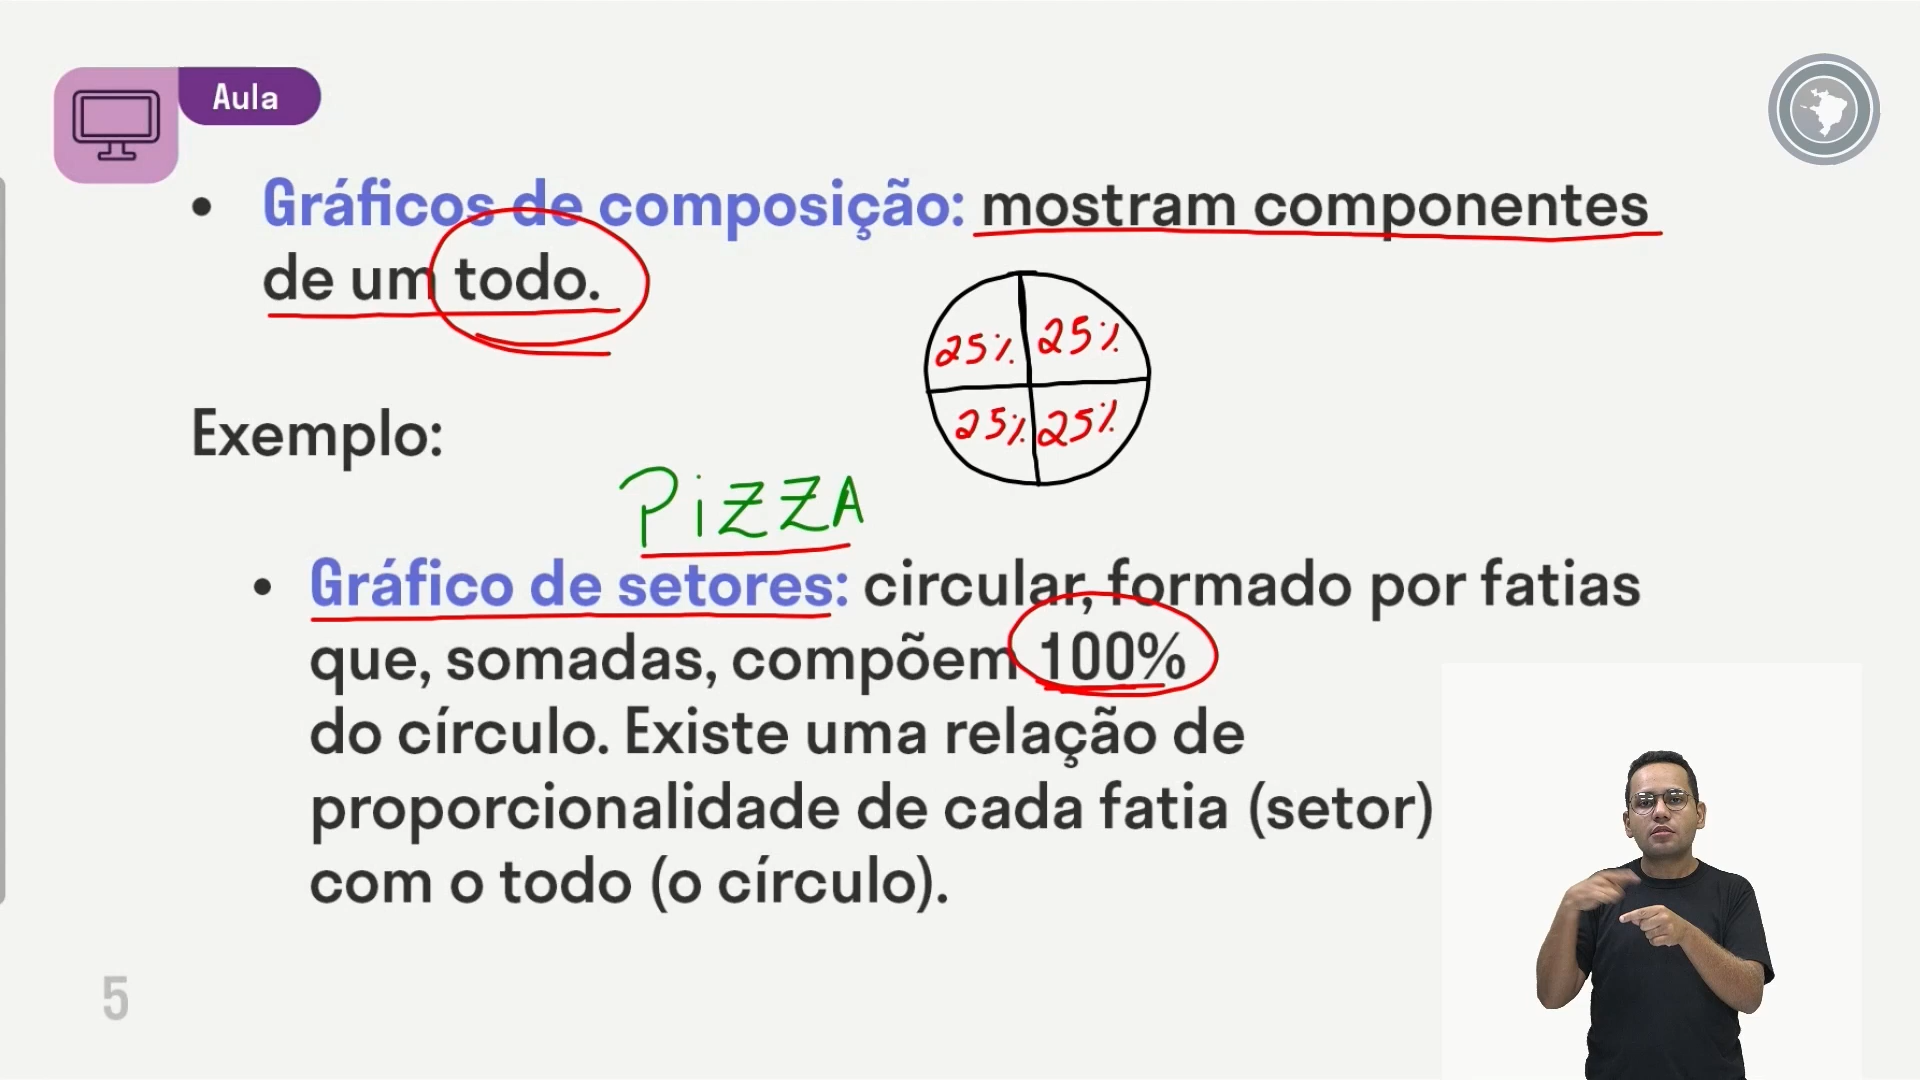 Aula
• Gráficos de composição: mostram componentes
de um todo.
25% 25%
25% 25%
Exemplo:
PiZZA
• Gráfico de setores: circular, formado por fatias
que, somadas, compõem 100%
do círculo. Existe uma relação de
proporcionalidade de cada fatia (setor)
com o todo (o círculo).
5